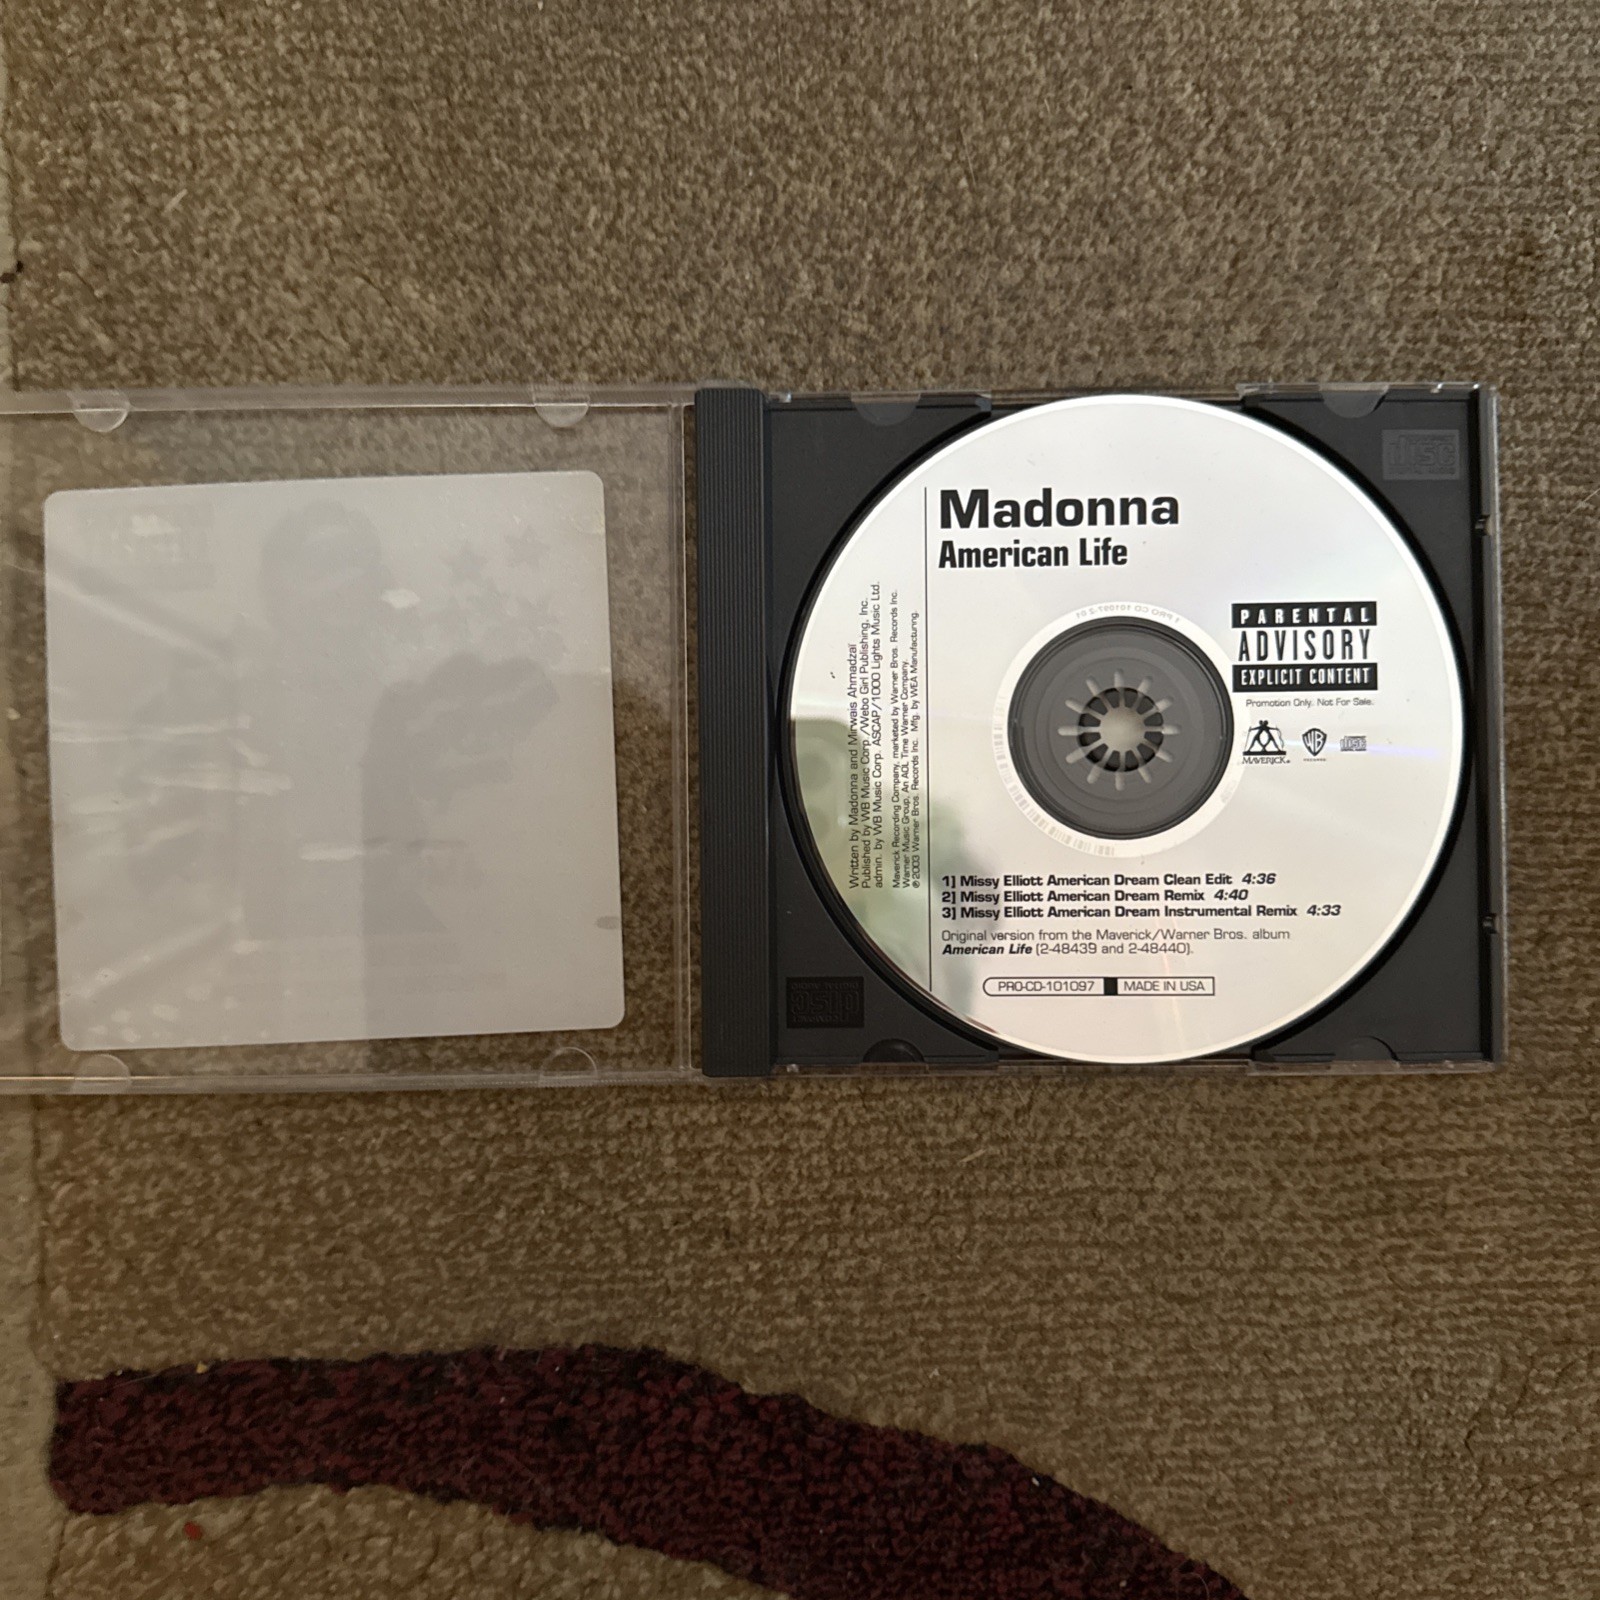 Madonna
American Life
Written by Madonna and Mirwais Ahmadzaï
Published by WB Music Corp./Webo Girl Publishing, Inc.
admin. by WB Music Corp. ASCAP/1000 Lights Music Ltd.
Maverick Recording Company, marketed by Warner Bros. Records Inc.
Warner Music Group, An AOL Time Warner Company.
℗ 2003 Warner Bros. Records Inc. Mfg. by WEA Manufacturing.
PARENTAL
ADVISORY
EXPLICIT CONTENT
Promotion Only. Not For Sale.
MAVERICK
WB
disc
1] Missy Elliott American Dream Clean Edit 4:36
2] Missy Elliott American Dream Remix 4:40
3] Missy Elliott American Dream Instrumental Remix 4:33
Original version from the Maverick/Warner Bros. album
American Life (2-48439 and 2-48440).
PRO-CD-101097 MADE IN USA
disc
disc